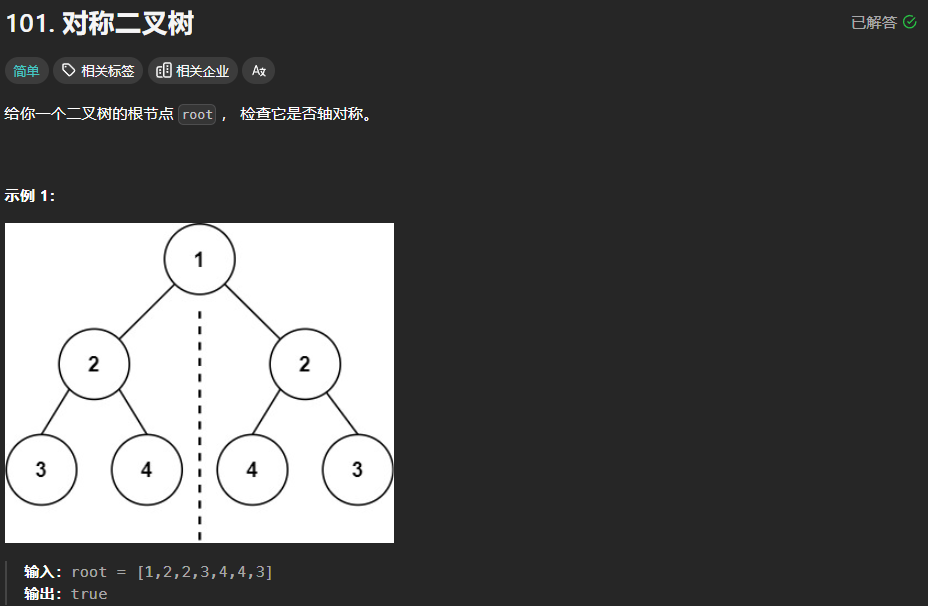 101. 对称二叉树
已解答
简单 相关标签 相关企业 Aあ
给你一个二叉树的根节点 root ， 检查它是否轴对称。
示例 1：
1
2 2
3 4 4 3
输入：root = [1,2,2,3,4,4,3]
输出：true